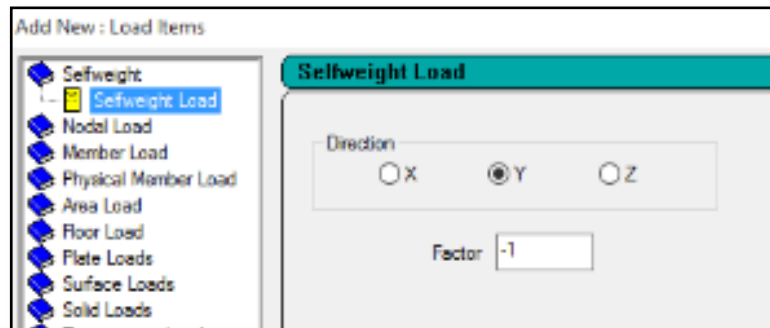 Add New : Load Items
Selfweight
Selfweight Load
Nodal Load
Member Load
Physical Member Load
Area Load
Floor Load
Plate Loads
Surface Loads
Solid Loads
Selfweight Load
Direction
X Y Z
Factor -1